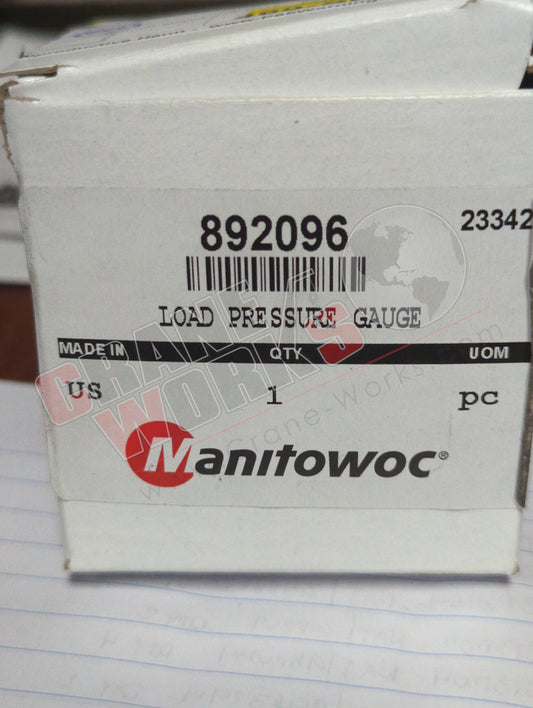 892096 23342
LOAD PRESSURE GAUGE
MADE IN QTY UOM
US 1 pc
Manitowoc®
CRANE
WORKS
www.Crane-Works.com